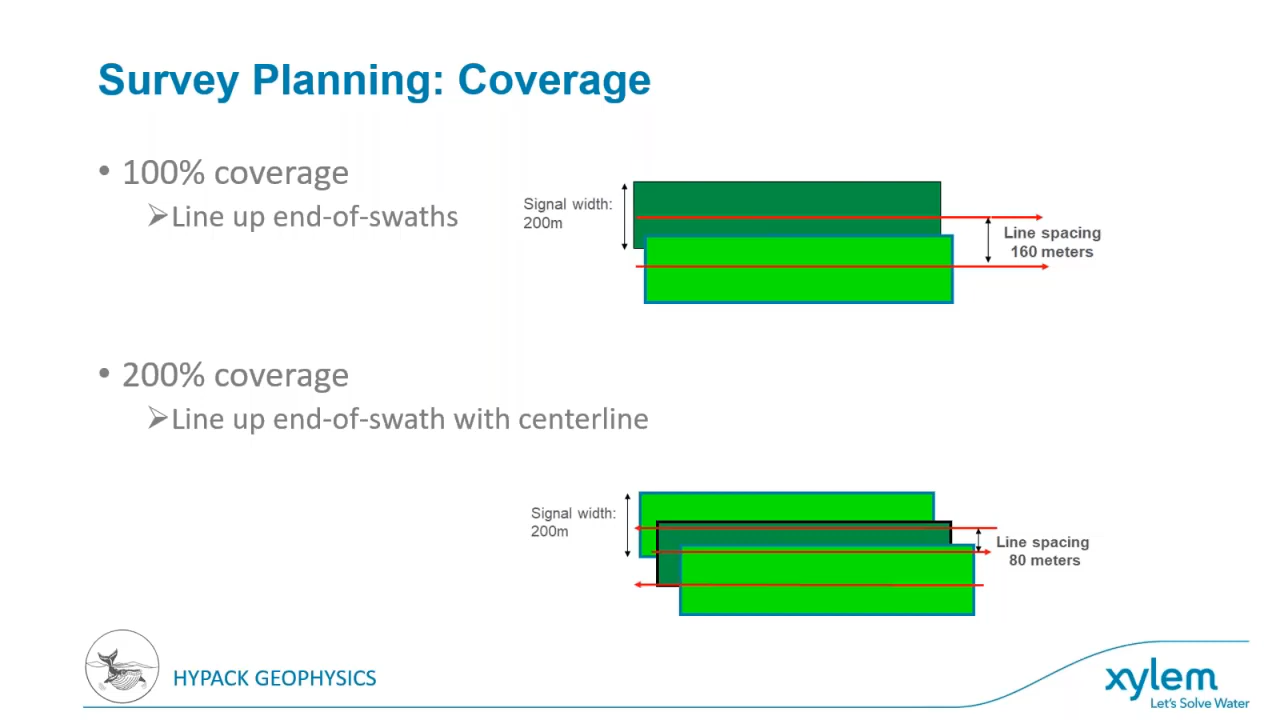 Survey Planning: Coverage
• 100% coverage
➢Line up end-of-swaths
Signal width:
200m
Line spacing
160 meters
• 200% coverage
➢Line up end-of-swath with centerline
Signal width:
200m
Line spacing
80 meters
HYPACK GEOPHYSICS
xylem
Let's Solve Water